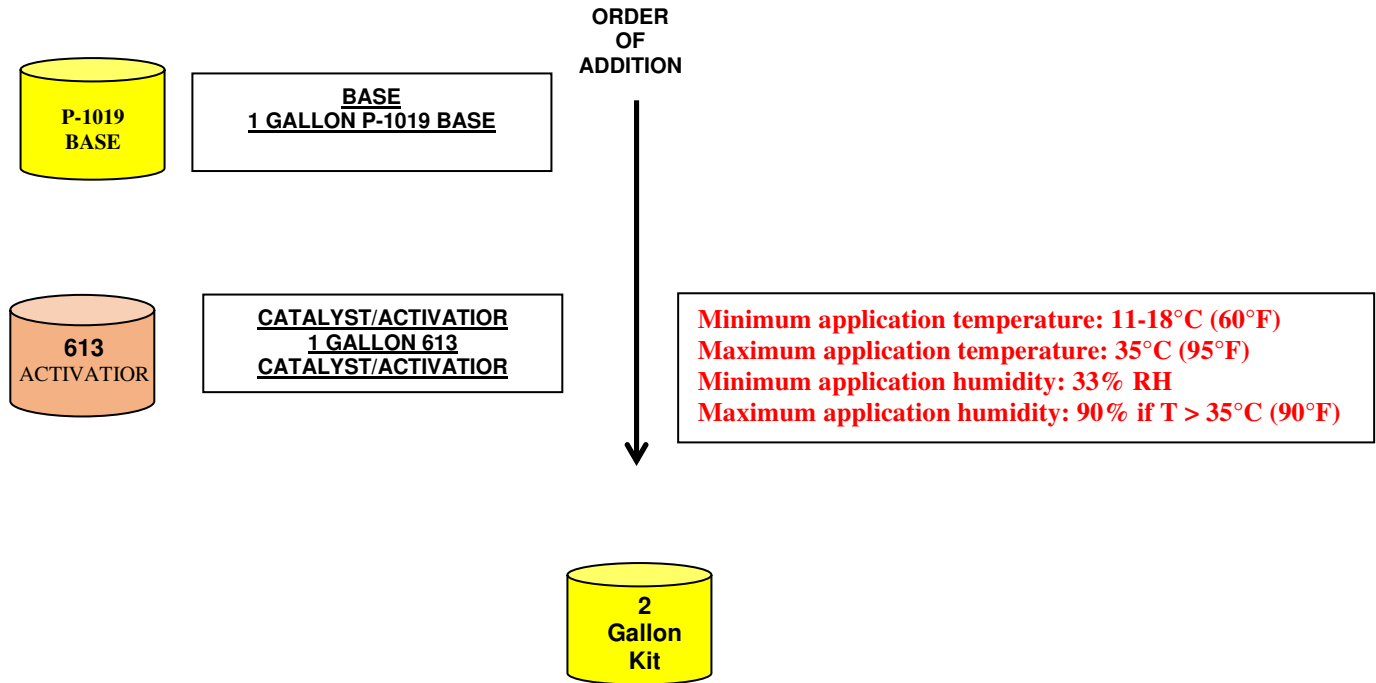 ORDER
OF
ADDITION
P-1019
BASE
BASE
1 GALLON P-1019 BASE
613
ACTIVATIOR
CATALYST/ACTIVATIOR
1 GALLON 613
CATALYST/ACTIVATIOR
Minimum application temperature: 11-18°C (60°F)
Maximum application temperature: 35°C (95°F)
Minimum application humidity: 33% RH
Maximum application humidity: 90% if T > 35°C (90°F)
2
Gallon
Kit